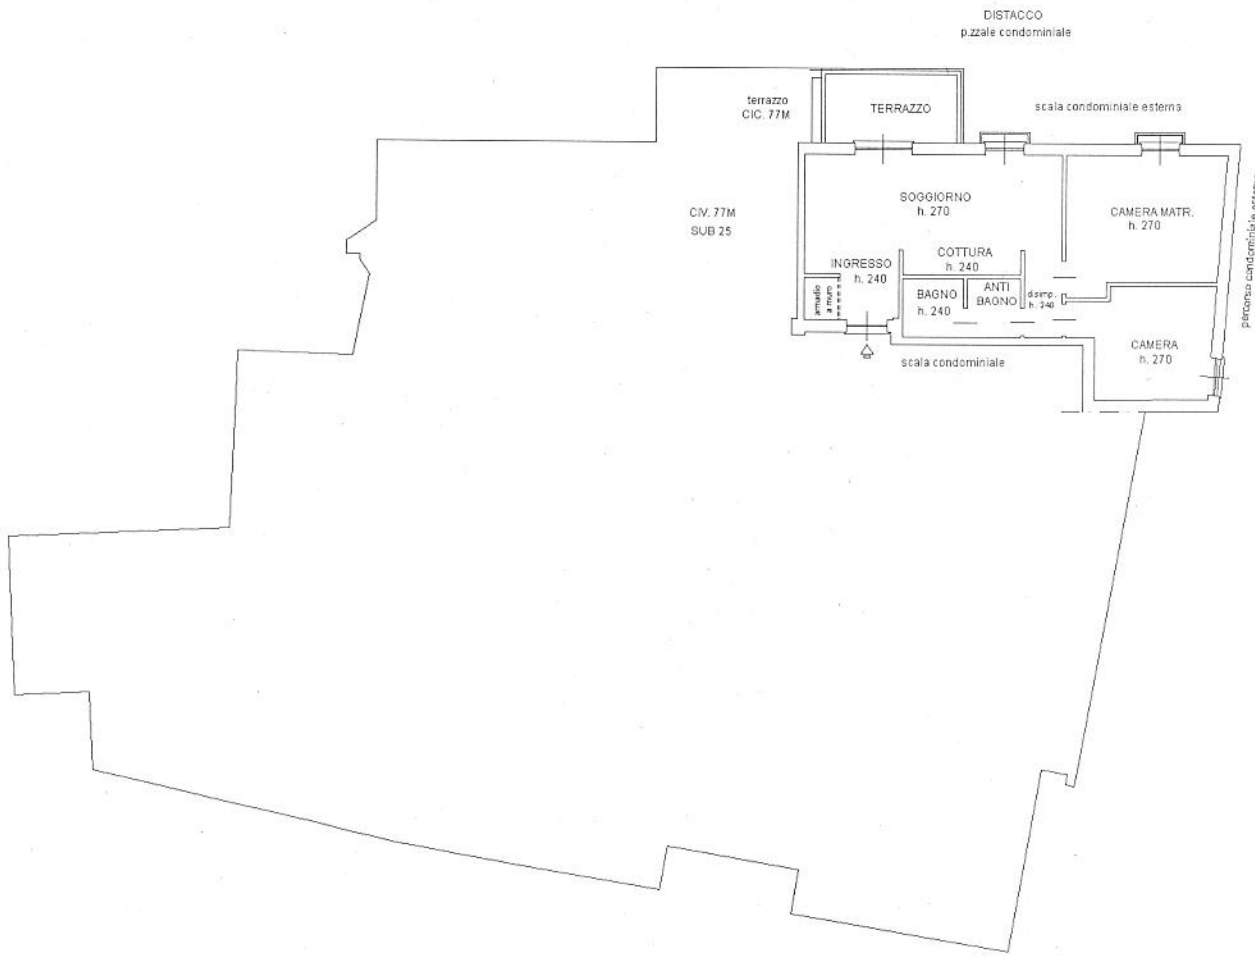 DISTACCO
p.zzale condominiale
terrazzo
CIC. 77M
TERRAZZO
scala condominiale esterna
CIV. 77M
SUB 25
SOGGIORNO
h. 270
CAMERA MATR.
h. 270
COTTURA
h. 240
INGRESSO
h. 240
armadio
a muro
BAGNO
h. 240
ANTI
BAGNO
disimp.
h. 240
CAMERA
h. 270
scala condominiale
percorso condominiale